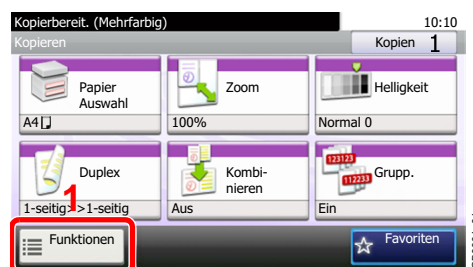 Kopierbereit. (Mehrfarbig) 10:10
Kopieren Kopien 1
Papier
Auswahl
A4
Zoom
100%
Helligkeit
Normal 0
Duplex
1-seitig>>1-seitig
1
Kombi-
nieren
Aus
123123
112233
Grupp.
Ein
Funktionen
Favoriten